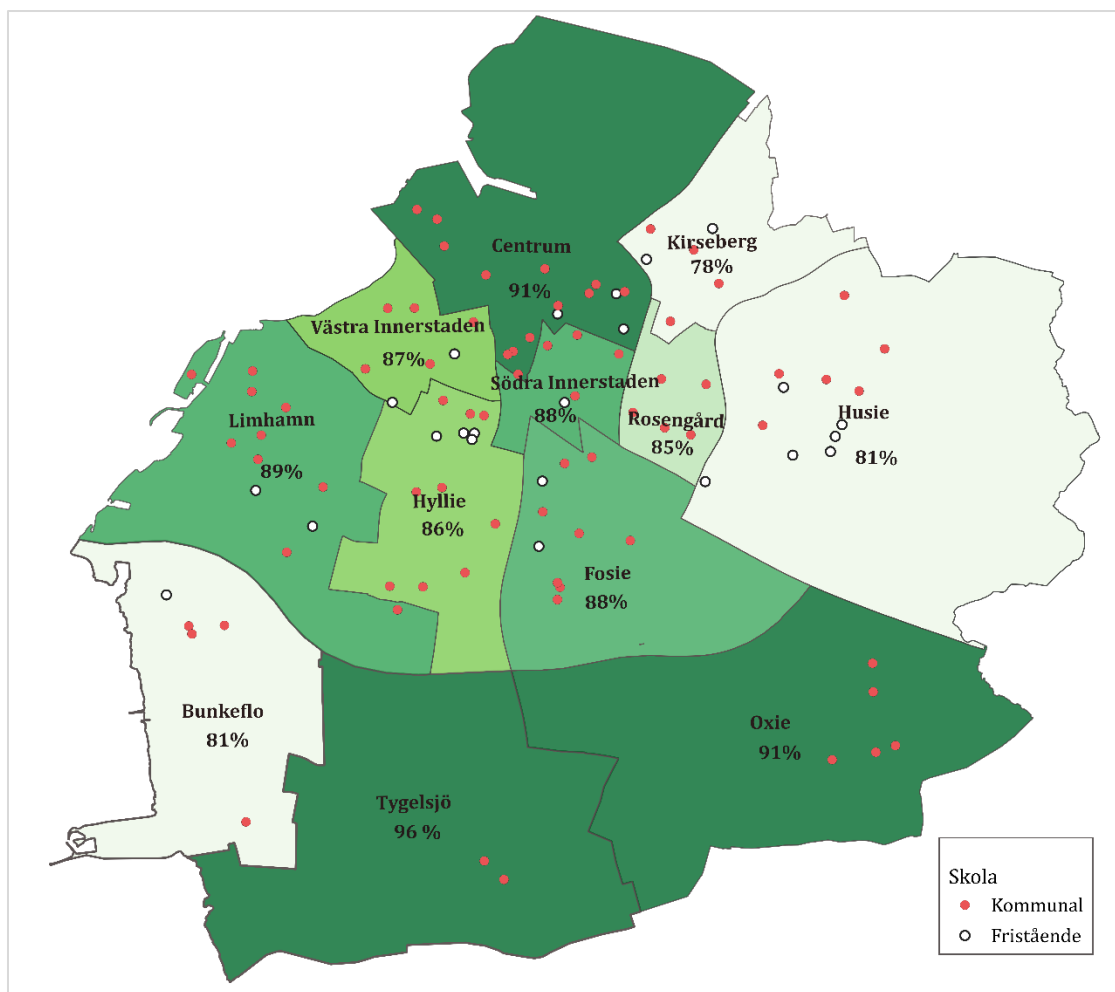 Kirseberg
78%
Centrum
91%
Västra Innerstaden
87%
Södra Innerstaden
88%
Limhamn
89%
Rosengård
85%
Husie
81%
Hyllie
86%
Fosie
88%
Bunkeflo
81%
Oxie
91%
Tygelsjö
96 %
Skola
Kommunal
Fristående